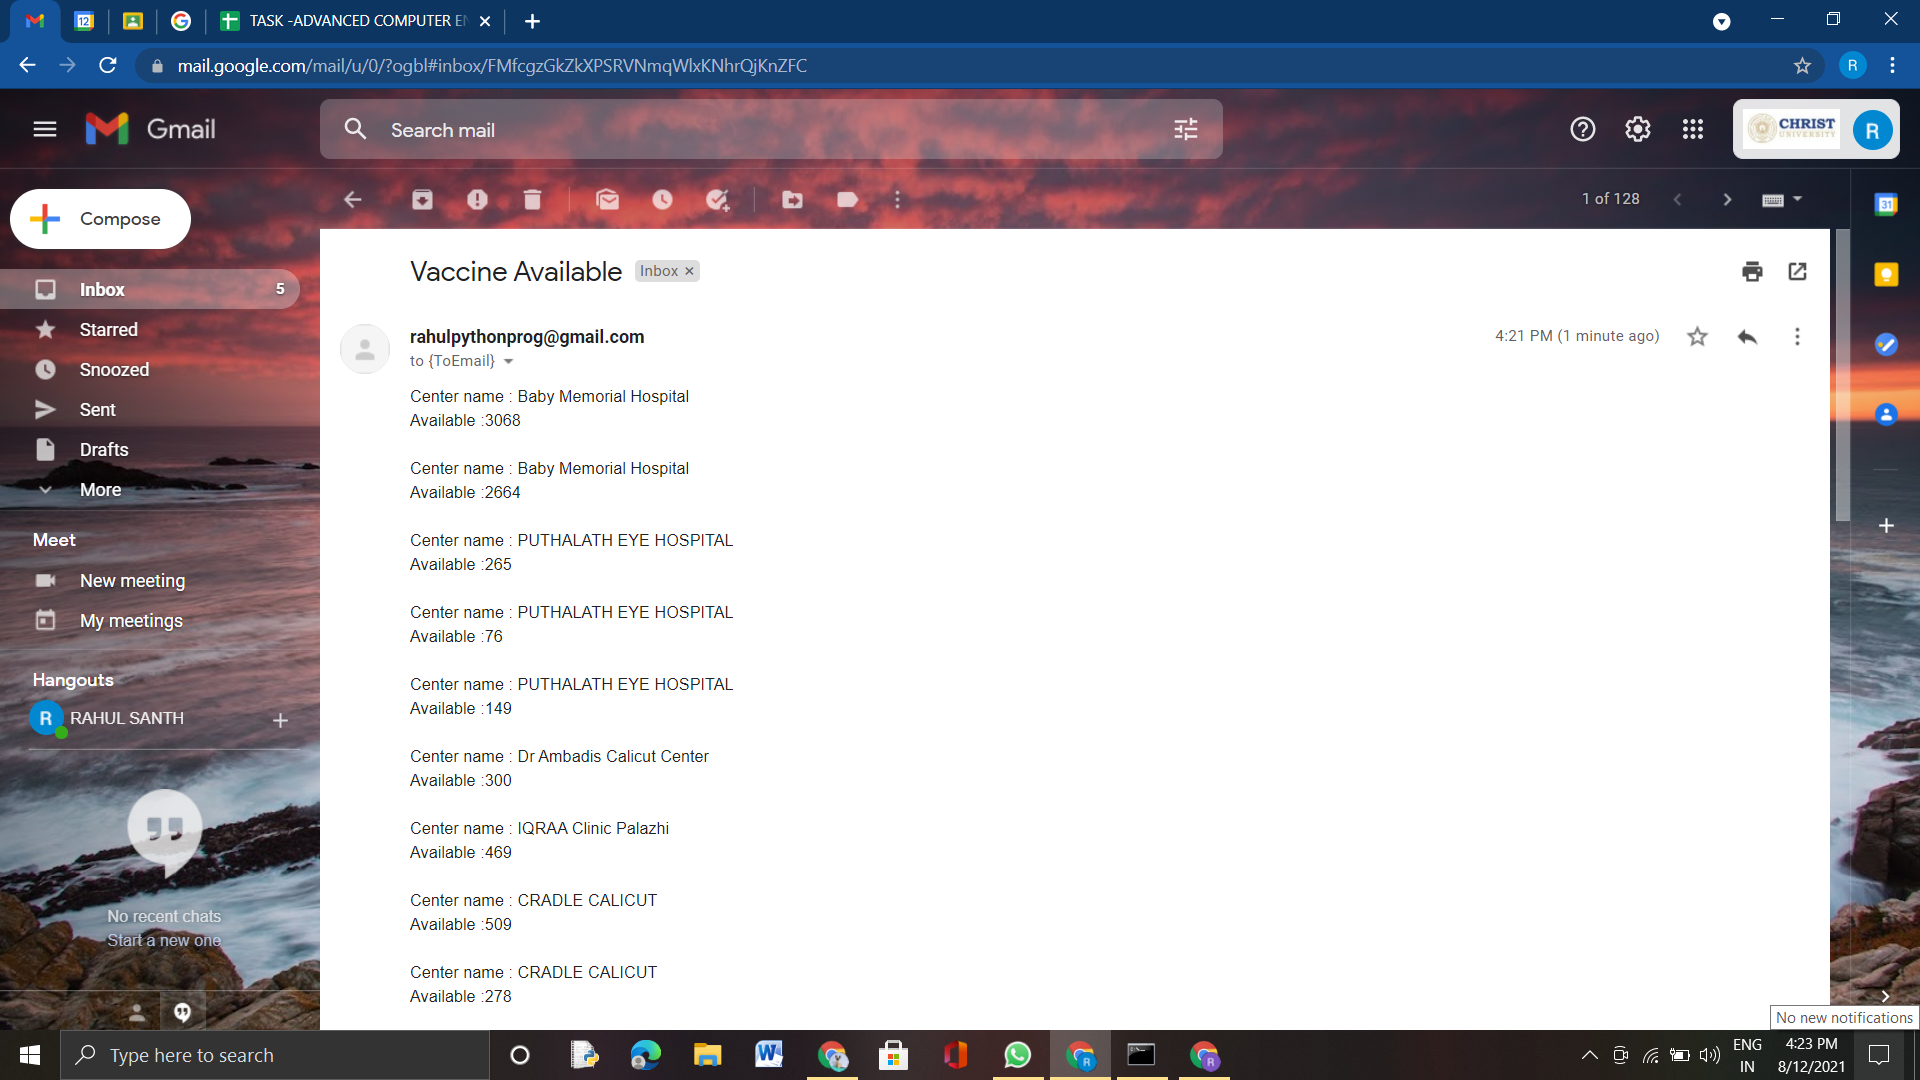 TASK -ADVANCED COMPUTER EN
mail.google.com/mail/u/0/?ogbl#inbox/FMfcgzGkZkXPSRVNmqWlxKNhrQjKnZFC
R
Gmail
Search mail
CHRIST
UNIVERSITY
R
Compose
1 of 128
31
Inbox 5
Starred
Snoozed
Sent
Drafts
More
Meet
New meeting
My meetings
Hangouts
R RAHUL SANTH
No recent chats
Start a new one
Vaccine Available Inbox ×
rahulpythonprog@gmail.com
4:21 PM (1 minute ago)
to {ToEmail}
Center name : Baby Memorial Hospital
Available :3068
Center name : Baby Memorial Hospital
Available :2664
Center name : PUTHALATH EYE HOSPITAL
Available :265
Center name : PUTHALATH EYE HOSPITAL
Available :76
Center name : PUTHALATH EYE HOSPITAL
Available :149
Center name : Dr Ambadis Calicut Center
Available :300
Center name : IQRAA Clinic Palazhi
Available :469
Center name : CRADLE CALICUT
Available :509
Center name : CRADLE CALICUT
Available :278
No new notifications
Type here to search
ENG
IN
4:23 PM
8/12/2021